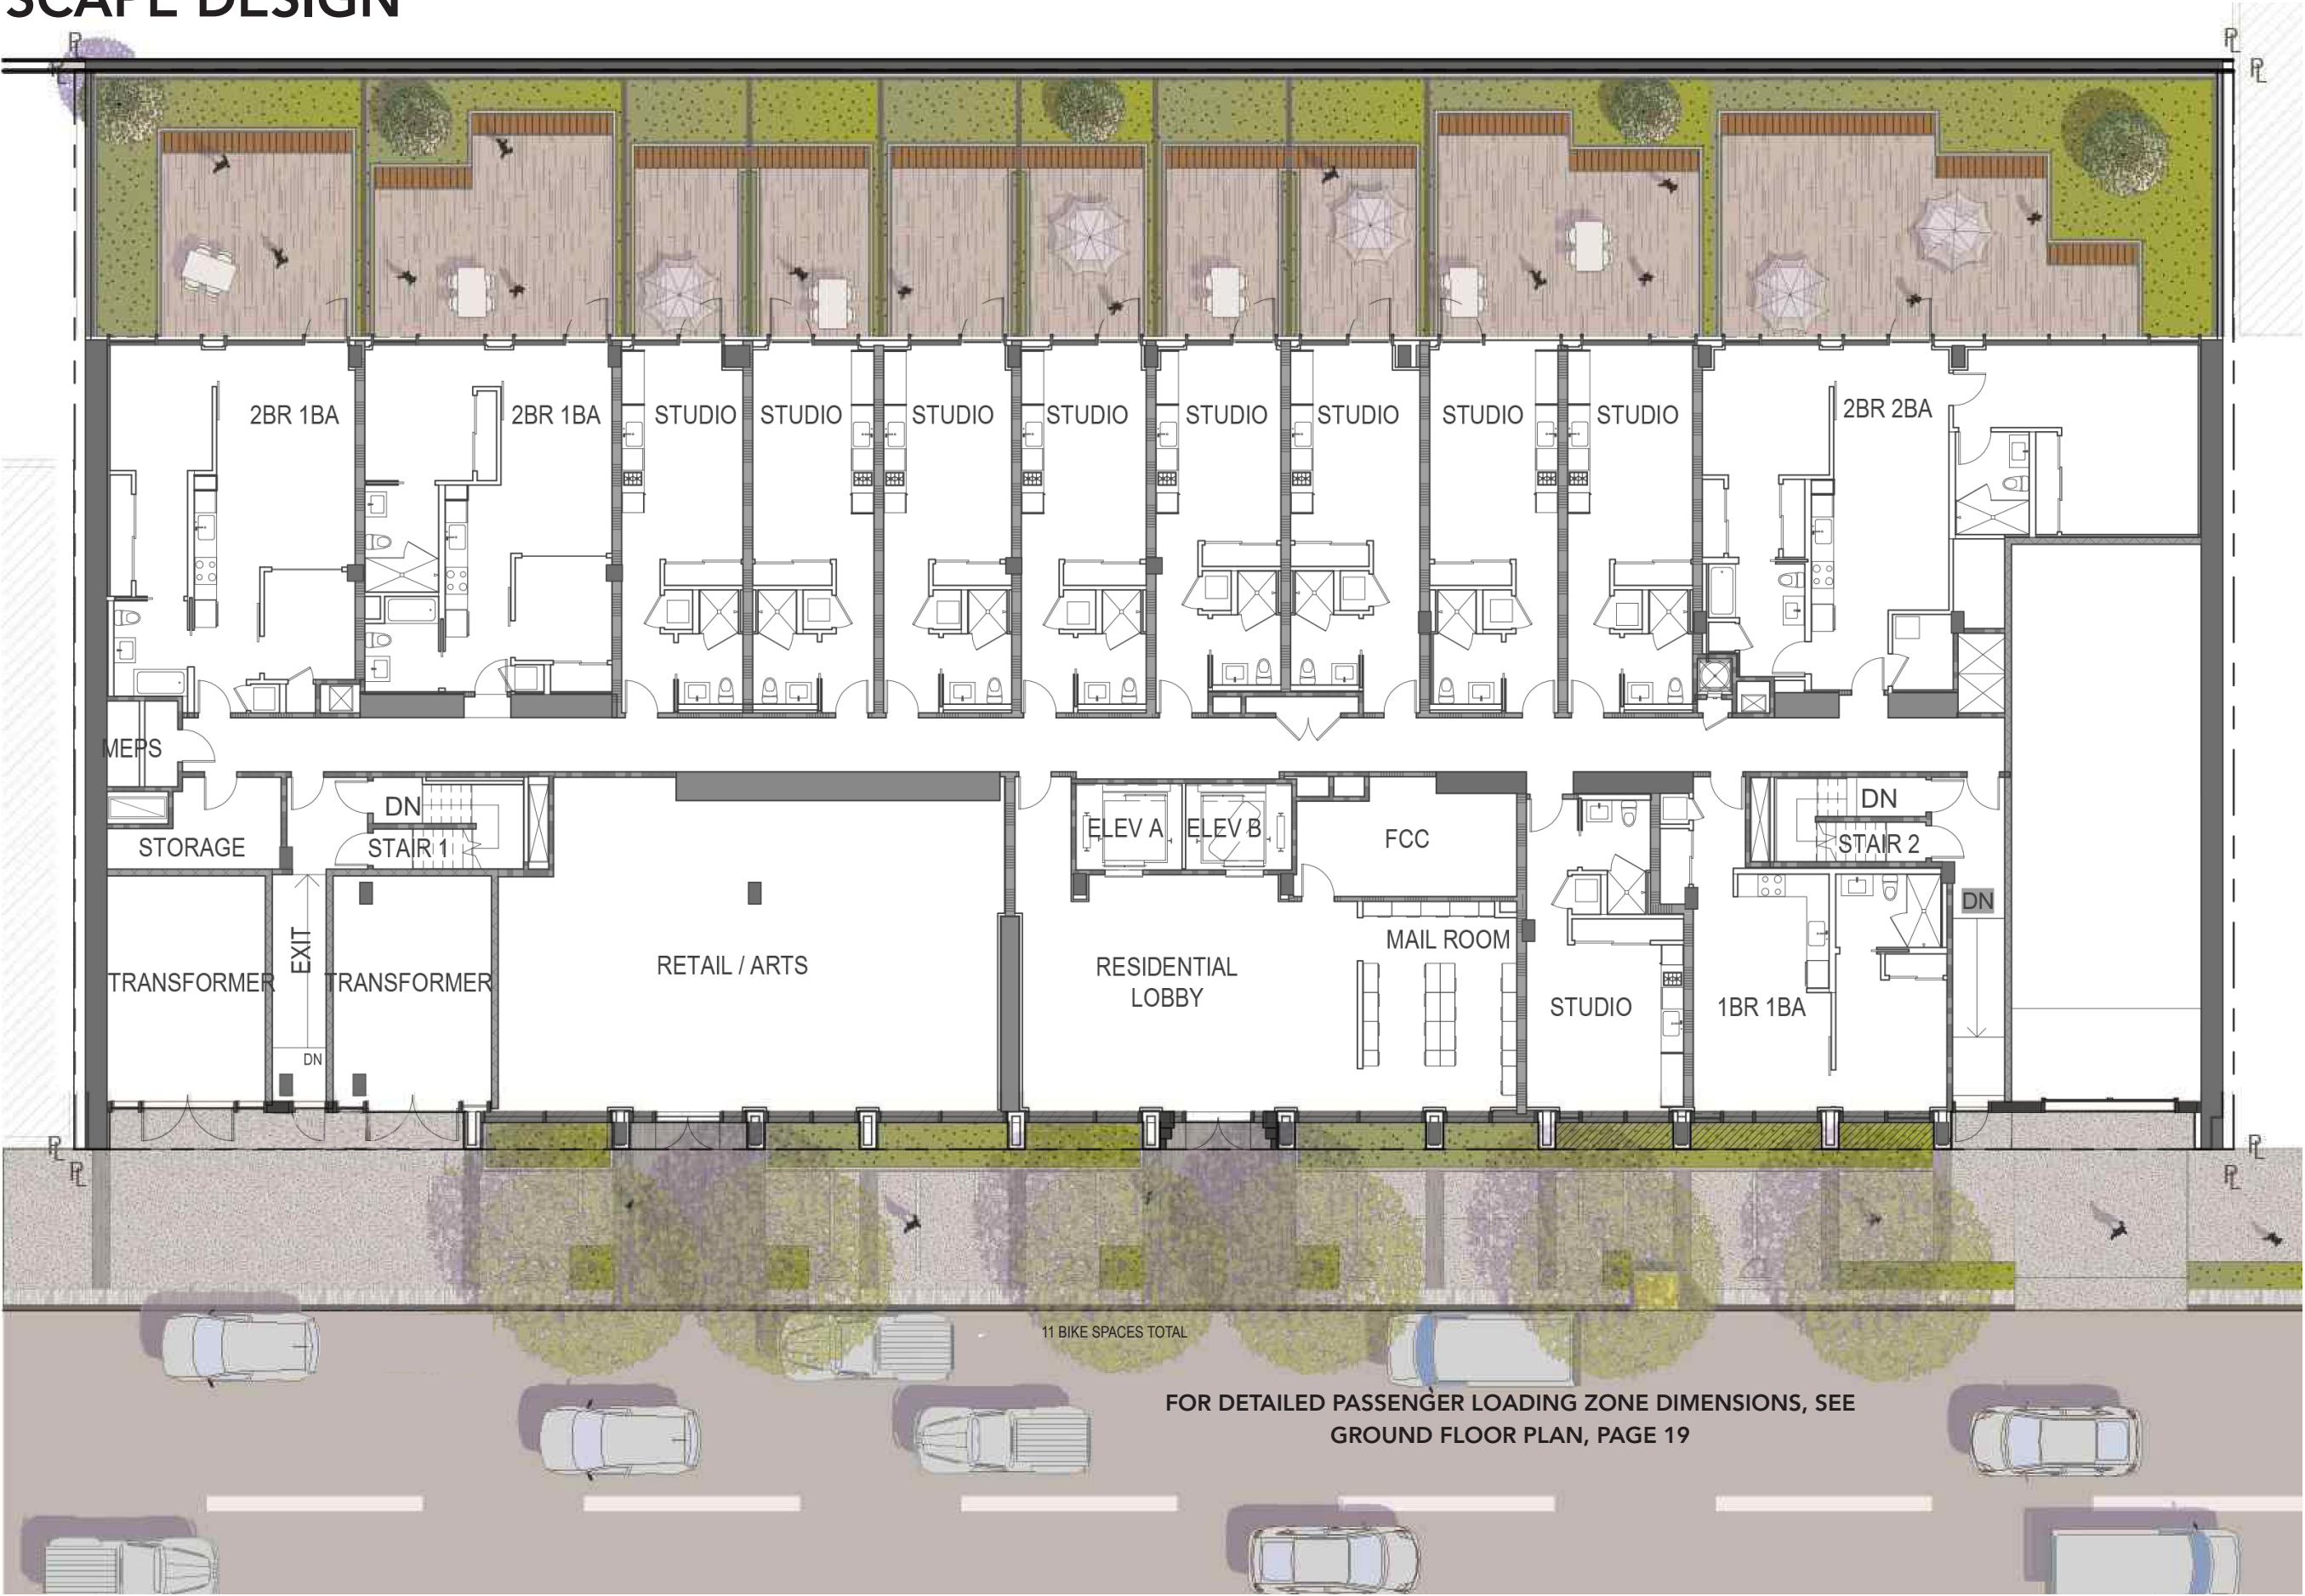 SCAPE DESIGN
PL
PL
PL
PL
2BR 1BA
2BR 1BA
STUDIO
STUDIO
STUDIO
STUDIO
STUDIO
STUDIO
STUDIO
STUDIO
2BR 2BA
MEPS
DN
STORAGE
STAIR 1
ELEV A
ELEV B
FCC
DN
STAIR 2
DN
TRANSFORMER
EXIT
TRANSFORMER
DN
RETAIL / ARTS
RESIDENTIAL
LOBBY
MAIL ROOM
STUDIO
1BR 1BA
PL
PL
PL
PL
11 BIKE SPACES TOTAL
FOR DETAILED PASSENGER LOADING ZONE DIMENSIONS, SEE
GROUND FLOOR PLAN, PAGE 19